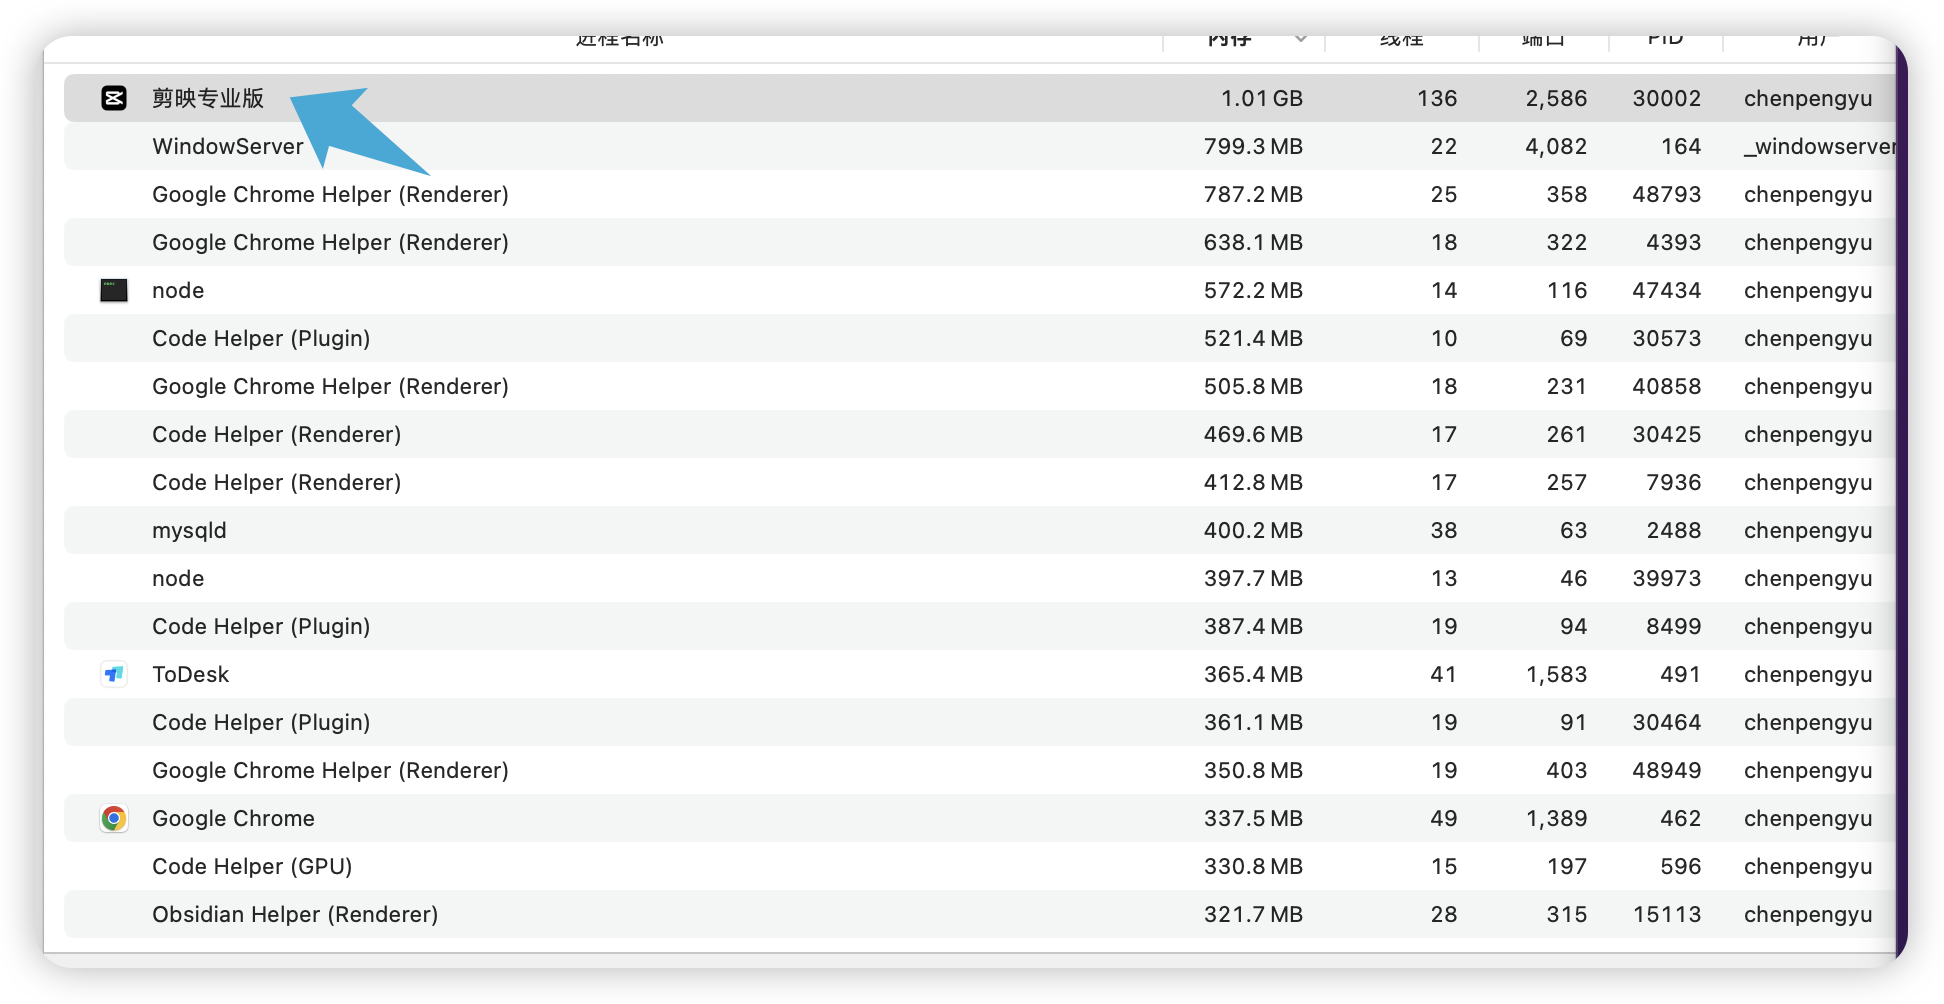 进程名称 内存 线程 端口 PID 用户
剪映专业版 1.01 GB 136 2,586 30002 chenpengyu
WindowServer 799.3 MB 22 4,082 164 _windowserver
Google Chrome Helper (Renderer) 787.2 MB 25 358 48793 chenpengyu
Google Chrome Helper (Renderer) 638.1 MB 18 322 4393 chenpengyu
node 572.2 MB 14 116 47434 chenpengyu
Code Helper (Plugin) 521.4 MB 10 69 30573 chenpengyu
Google Chrome Helper (Renderer) 505.8 MB 18 231 40858 chenpengyu
Code Helper (Renderer) 469.6 MB 17 261 30425 chenpengyu
Code Helper (Renderer) 412.8 MB 17 257 7936 chenpengyu
mysqld 400.2 MB 38 63 2488 chenpengyu
node 397.7 MB 13 46 39973 chenpengyu
Code Helper (Plugin) 387.4 MB 19 94 8499 chenpengyu
ToDesk 365.4 MB 41 1,583 491 chenpengyu
Code Helper (Plugin) 361.1 MB 19 91 30464 chenpengyu
Google Chrome Helper (Renderer) 350.8 MB 19 403 48949 chenpengyu
Google Chrome 337.5 MB 49 1,389 462 chenpengyu
Code Helper (GPU) 330.8 MB 15 197 596 chenpengyu
Obsidian Helper (Renderer) 321.7 MB 28 315 15113 chenpengyu